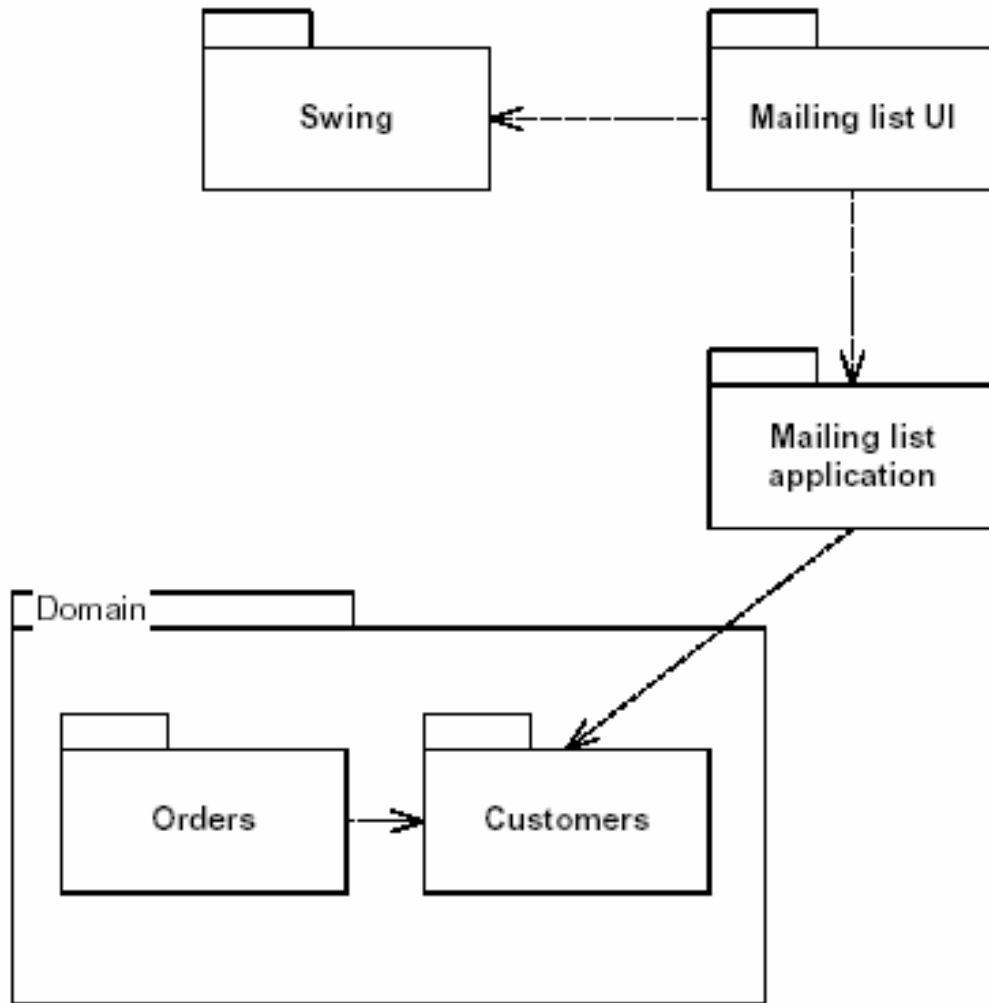 Swing
Mailing list UI
Mailing list
application
Domain
Orders
Customers